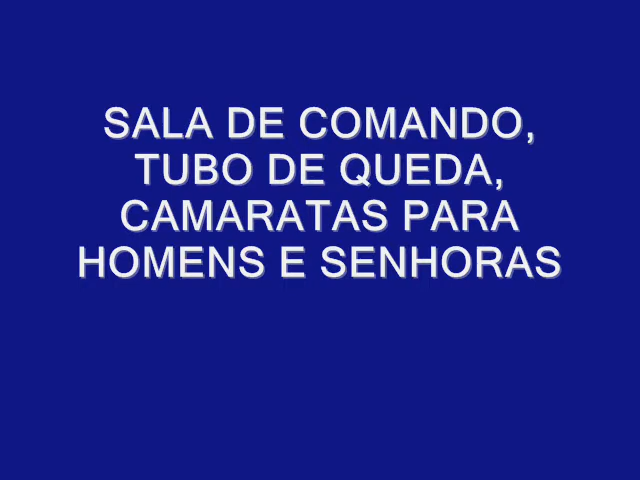 SALA DE COMANDO,
TUBO DE QUEDA,
CAMARATAS PARA
HOMENS E SENHORAS